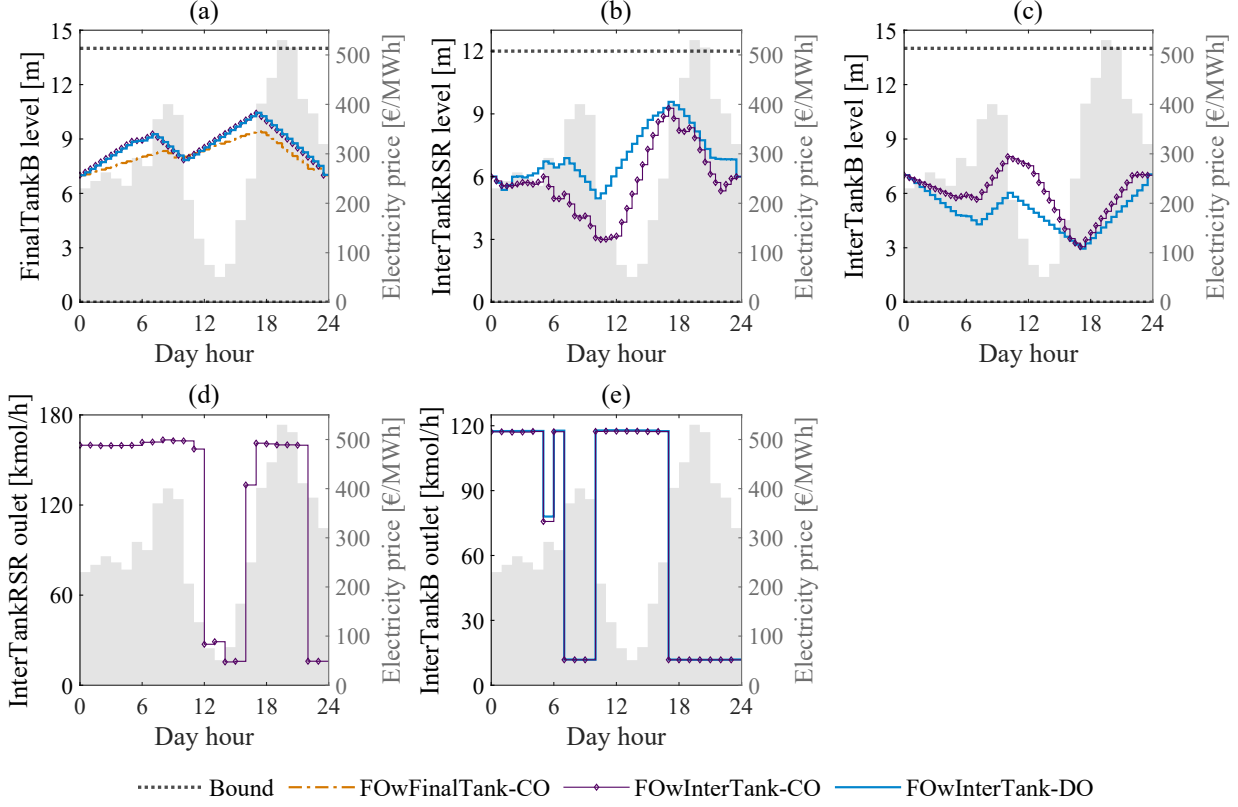 (a)
FinalTankB level [m]
15
12
9
6
3
0
500
400
300
200
100
0
Electricity price [€/MWh]
0 6 12 18 24
Day hour
(b)
InterTankRSR level [m]
12
9
6
3
0
500
400
300
200
100
0
Electricity price [€/MWh]
0 6 12 18 24
Day hour
(c)
InterTankB level [m]
15
12
9
6
3
0
500
400
300
200
100
0
Electricity price [€/MWh]
0 6 12 18 24
Day hour
(d)
InterTankRSR oulet [kmol/h]
180
120
60
0
500
400
300
200
100
0
Electricity price [€/MWh]
0 6 12 18 24
Day hour
(e)
InterTankB outlet [kmol/h]
120
90
60
30
0
500
400
300
200
100
0
Electricity price [€/MWh]
0 6 12 18 24
Day hour
Bound FOwFinalTank-CO FOwInterTank-CO FOwInterTank-DO